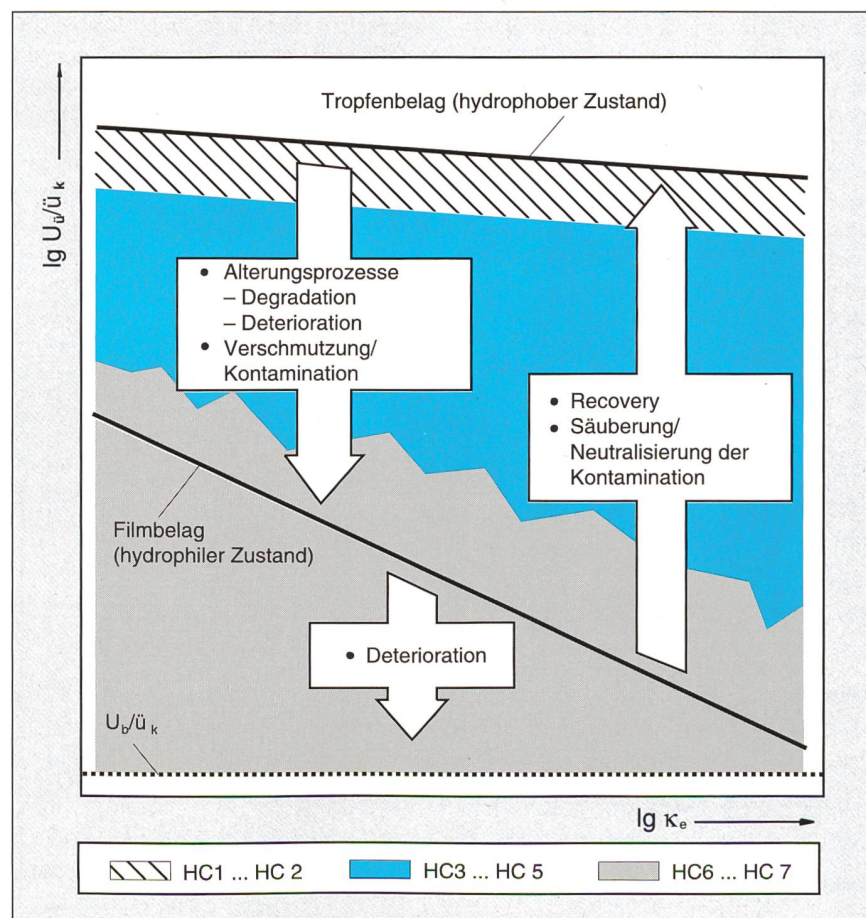 lg Uü/ük
Tropfenbelag (hydrophober Zustand)
• Alterungsprozesse
– Degradation
– Deterioration
• Verschmutzung/
Kontamination
• Recovery
• Säuberung/
Neutralisierung der
Kontamination
Filmbelag
(hydrophiler Zustand)
• Deterioration
Ub/ük
lg κe
HC1 ... HC 2
HC3 ... HC 5
HC6 ... HC 7